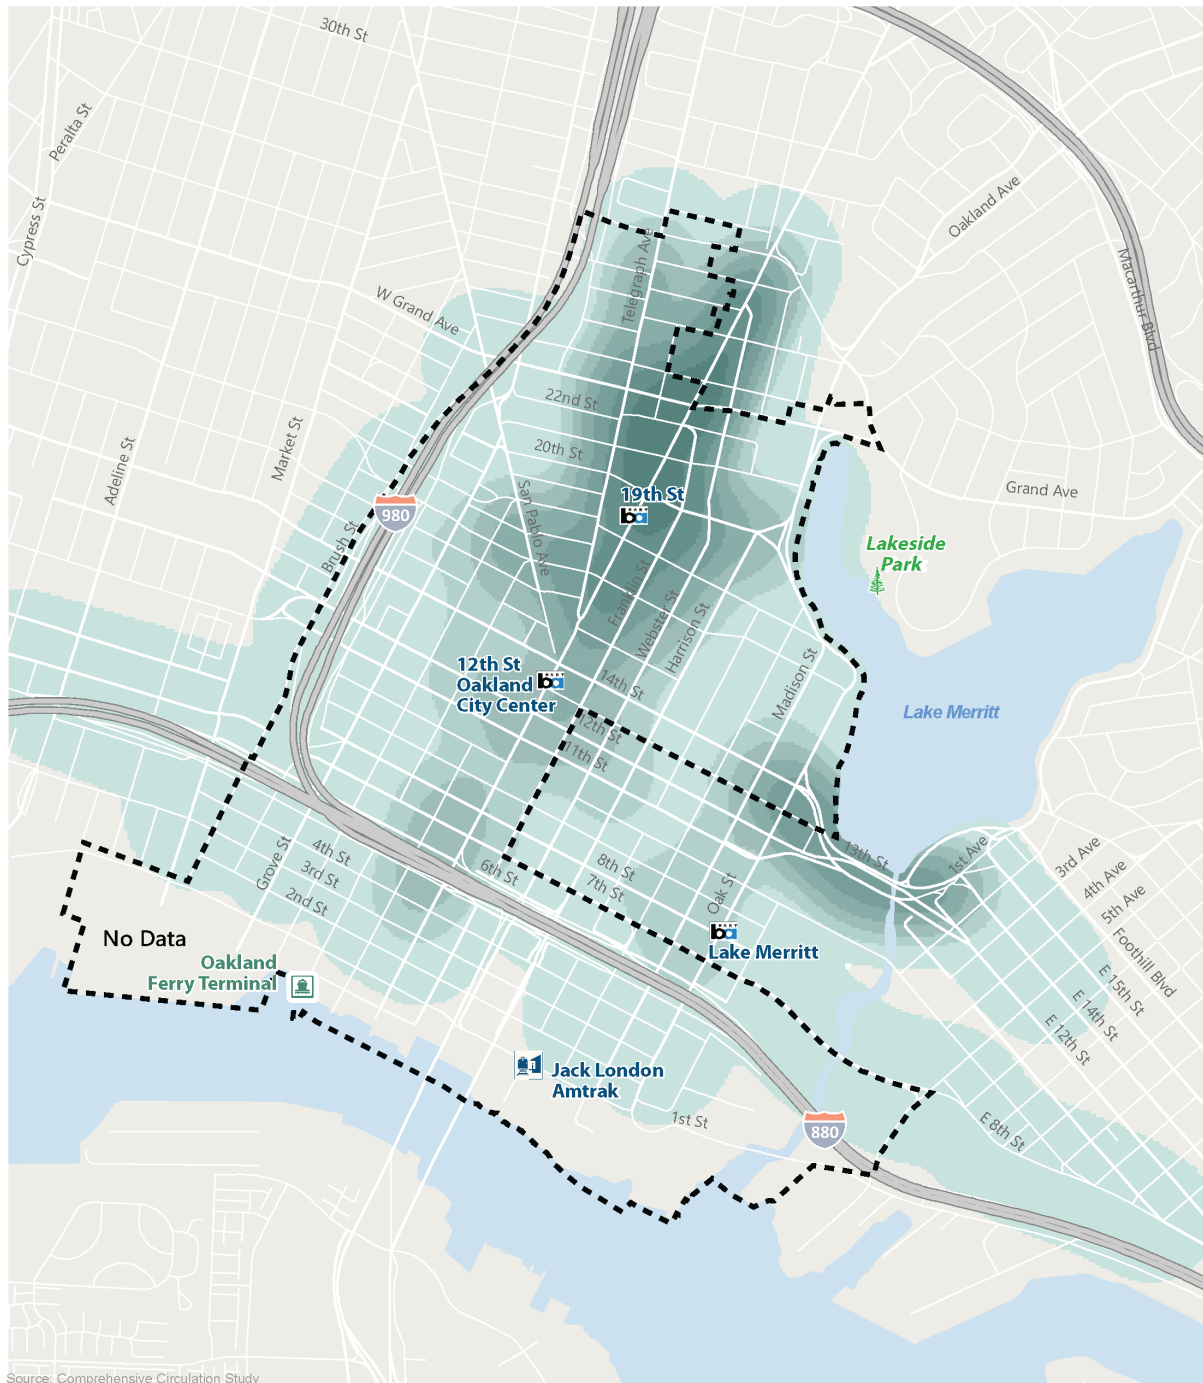 30th St
Peralta St
Cypress St
Oakland Ave
Macarthur Blvd
Telegraph Ave
W Grand Ave
22nd St
20th St
Market St
Adeline St
San Pablo Ave
19th St
ba
Grand Ave
980
Brush St
Lakeside
Park
Franklin St
Webster St
Harrison St
12th St
Oakland
City Center
ba
14th St
Madison St
Lake Merritt
12th St
11th St
13th St
1st Ave
3rd Ave
4th Ave
5th Ave
Foothill Blvd
4th St
3rd St
2nd St
Grove St
6th St
8th St
7th St
Oak St
ba
Lake Merritt
No Data
Oakland
Ferry Terminal
E 15th St
E 14th St
E 12th St
Jack London
Amtrak
1st St
880
E 8th St
Source: Comprehensive Circulation Study